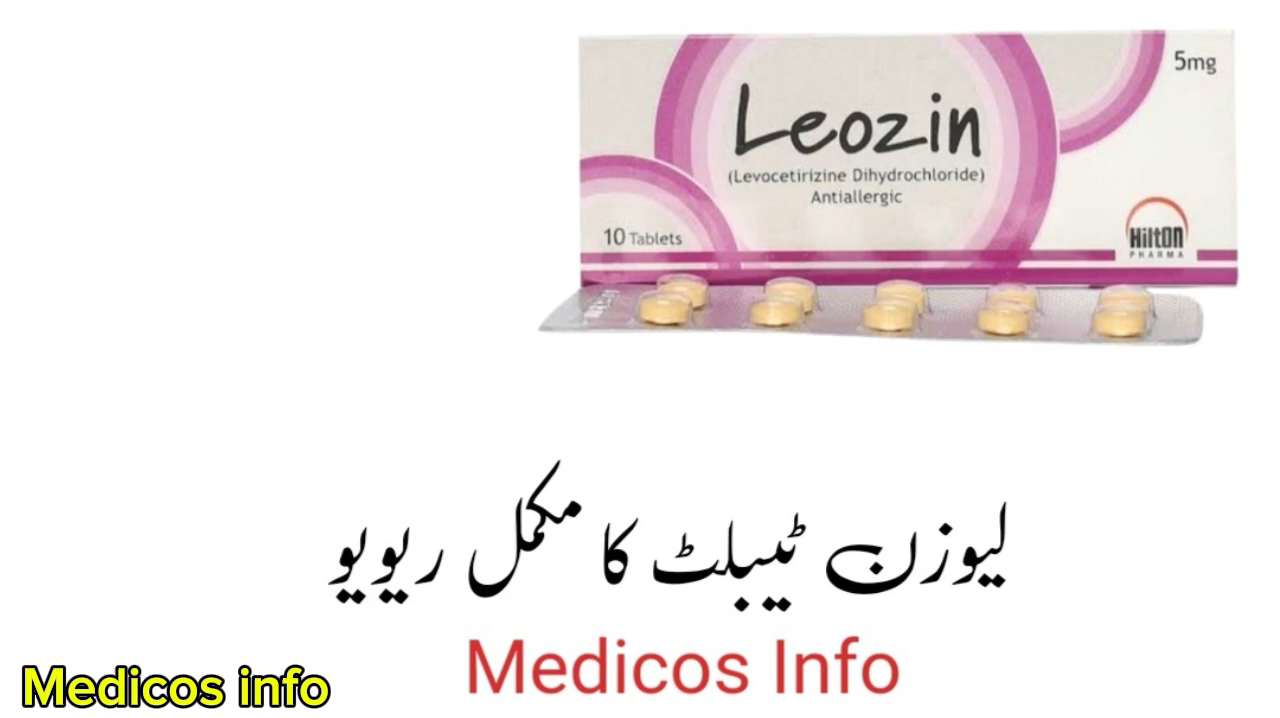 5mg
Leozin
(Levocetirizine Dihydrochloride)
Antiallergic
10 Tablets
HiltON
PHARMA
لیوزن ٹیبلٹ کا مکمل ریویو
Medicos Info
Medicos info